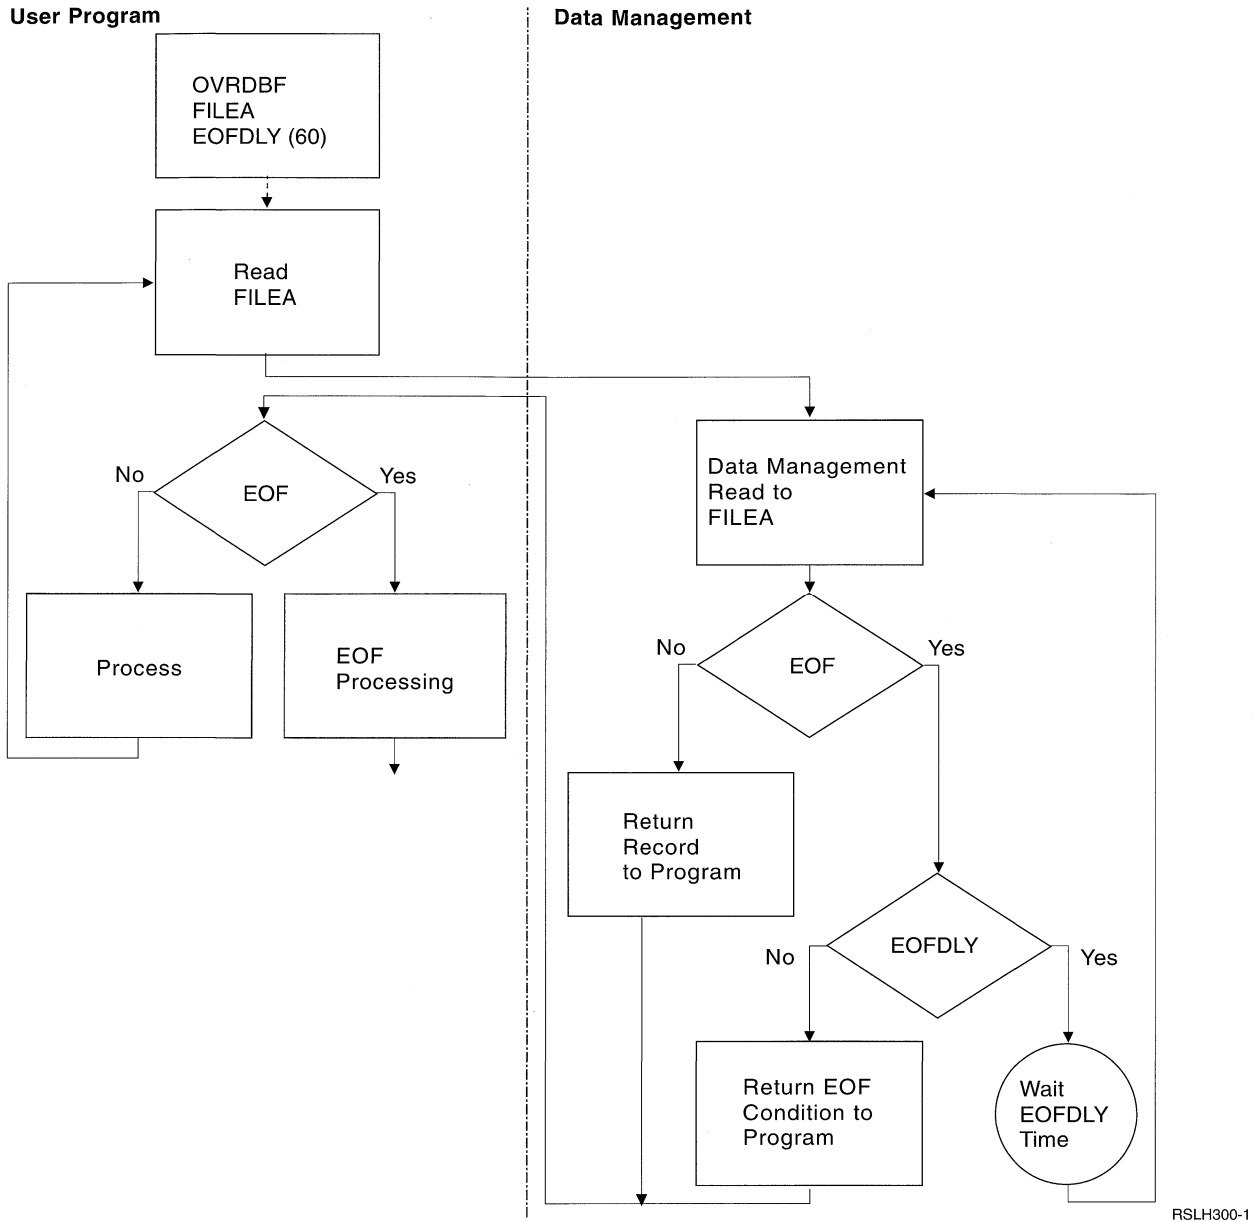 User Program
Data Management
OVRDBF
FILEA
EOFDLY (60)
Read
FILEA
No
EOF
Yes
Process
EOF
Processing
Data Management
Read to
FILEA
No
EOF
Yes
Return
Record
to Program
No
EOFDLY
Yes
Return EOF
Condition to
Program
Wait
EOFDLY
Time
RSLH300-1